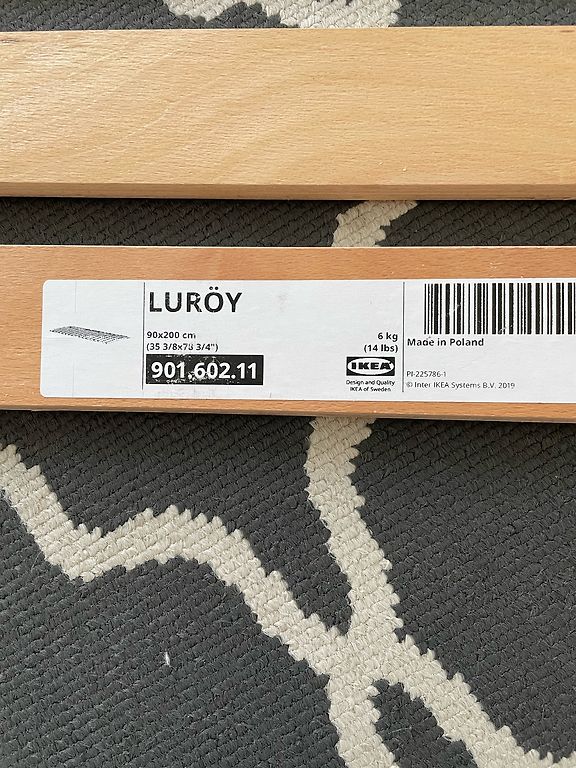 LURÖY
90x200 cm
(35 3/8x78 3/4")
901.602.11
6 kg
(14 lbs)
IKEA
Design and Quality
IKEA of Sweden
Made in Poland
PI-225786-1
© Inter IKEA Systems B.V. 2019